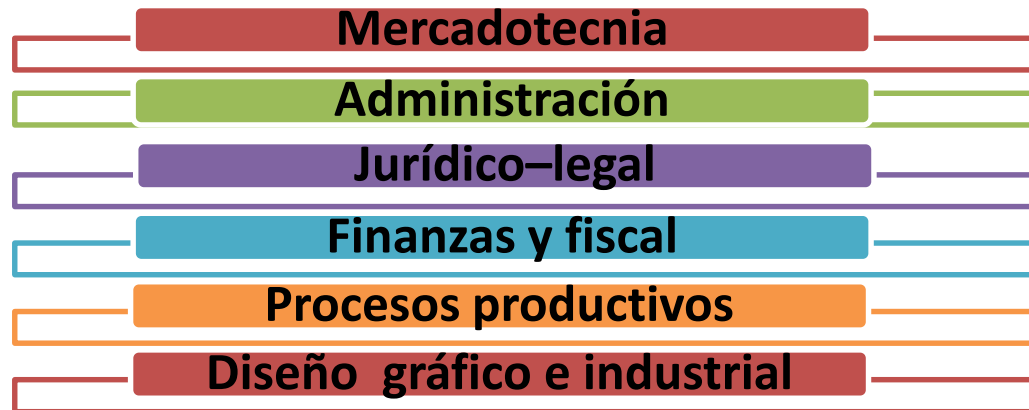 Mercadotecnia
Administración
Jurídico–legal
Finanzas y fiscal
Procesos productivos
Diseño gráfico e industrial